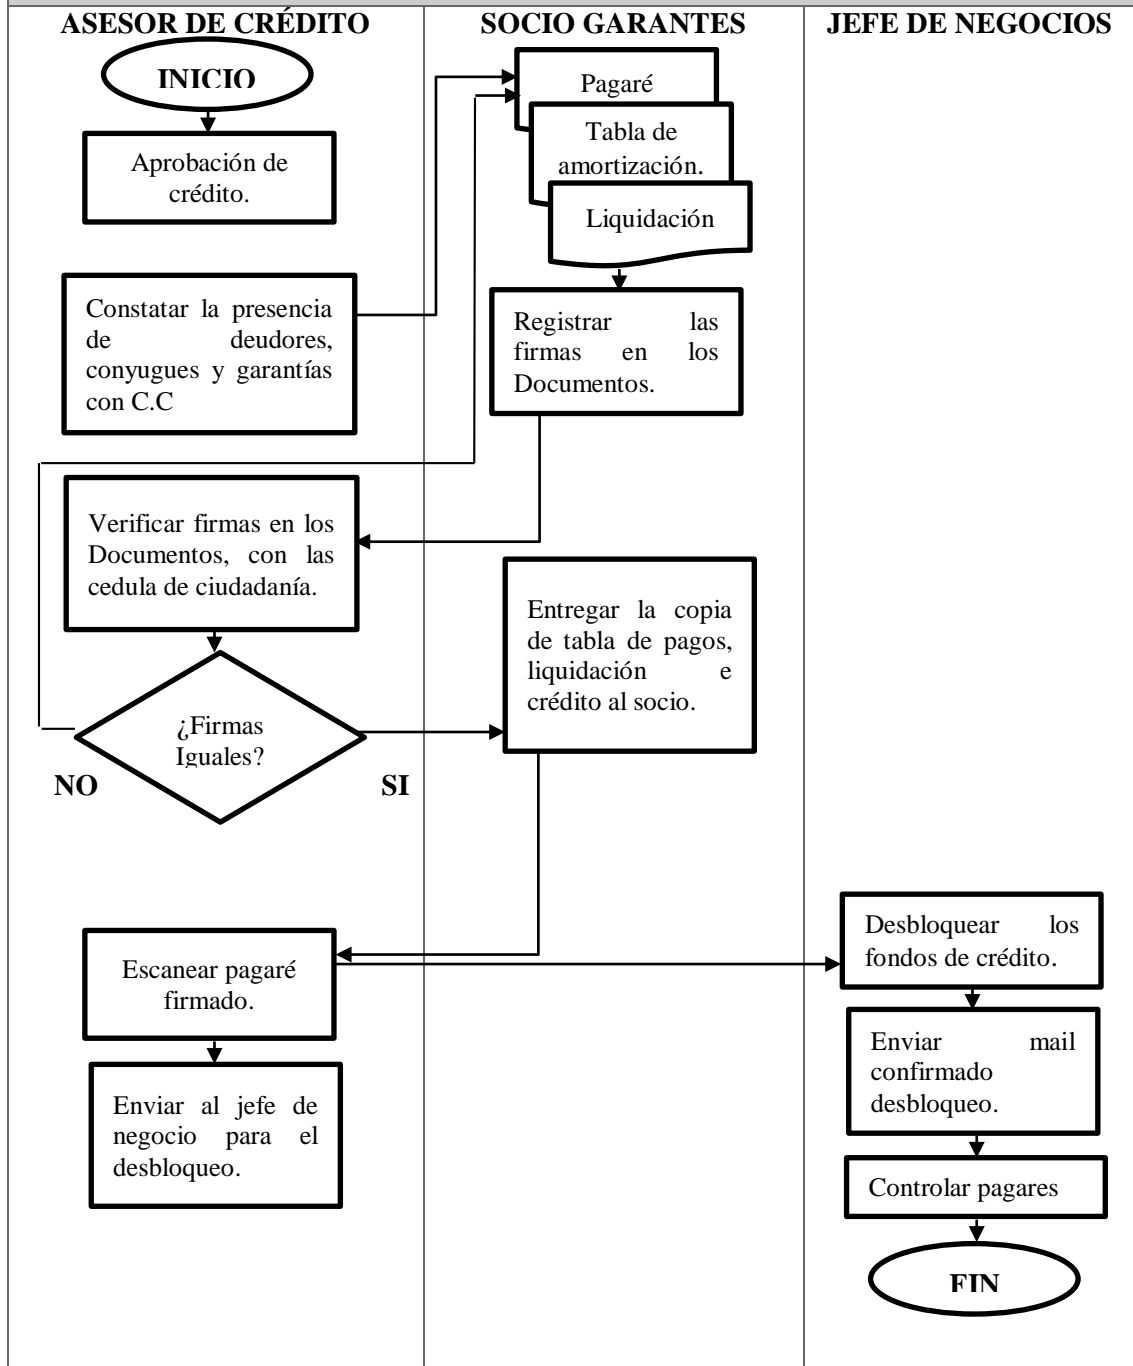 ASESOR DE CRÉDITO
SOCIO GARANTES
JEFE DE NEGOCIOS
INICIO
Aprobación de
crédito.
Pagaré
Tabla de
amortización.
Liquidación
Constatar la presencia
de deudores,
conyugues y garantías
con C.C
Registrar las
firmas en los
Documentos.
Verificar firmas en los
Documentos, con las
cedula de ciudadanía.
¿Firmas
Iguales?
NO
SI
Entregar la copia
de tabla de pagos,
liquidación e
crédito al socio.
Escanear pagaré
firmado.
Enviar al jefe de
negocio para el
desbloqueo.
Desbloquear los
fondos de crédito.
Enviar mail
confirmado
desbloqueo.
Controlar pagares
FIN